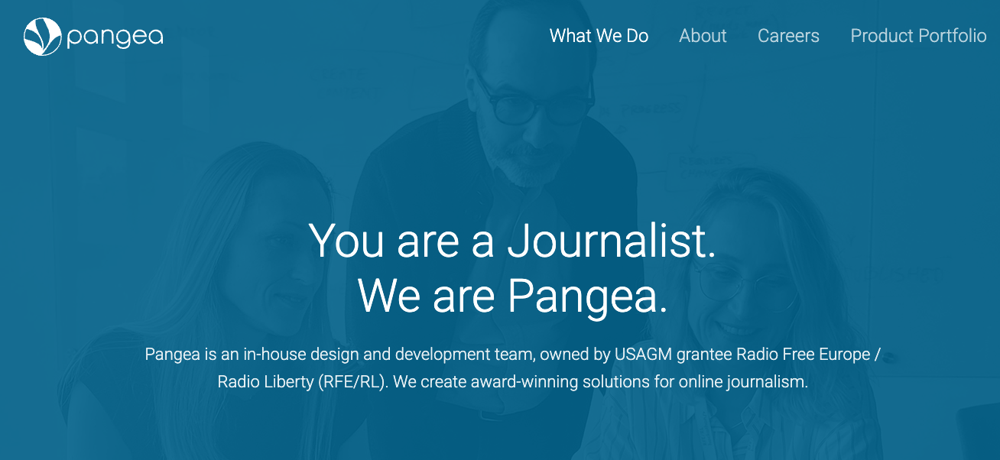 pangea
What We Do
About
Careers
Product Portfolio
You are a Journalist.
We are Pangea.
Pangea is an in-house design and development team, owned by USAGM grantee Radio Free Europe /
Radio Liberty (RFE/RL). We create award-winning solutions for online journalism.